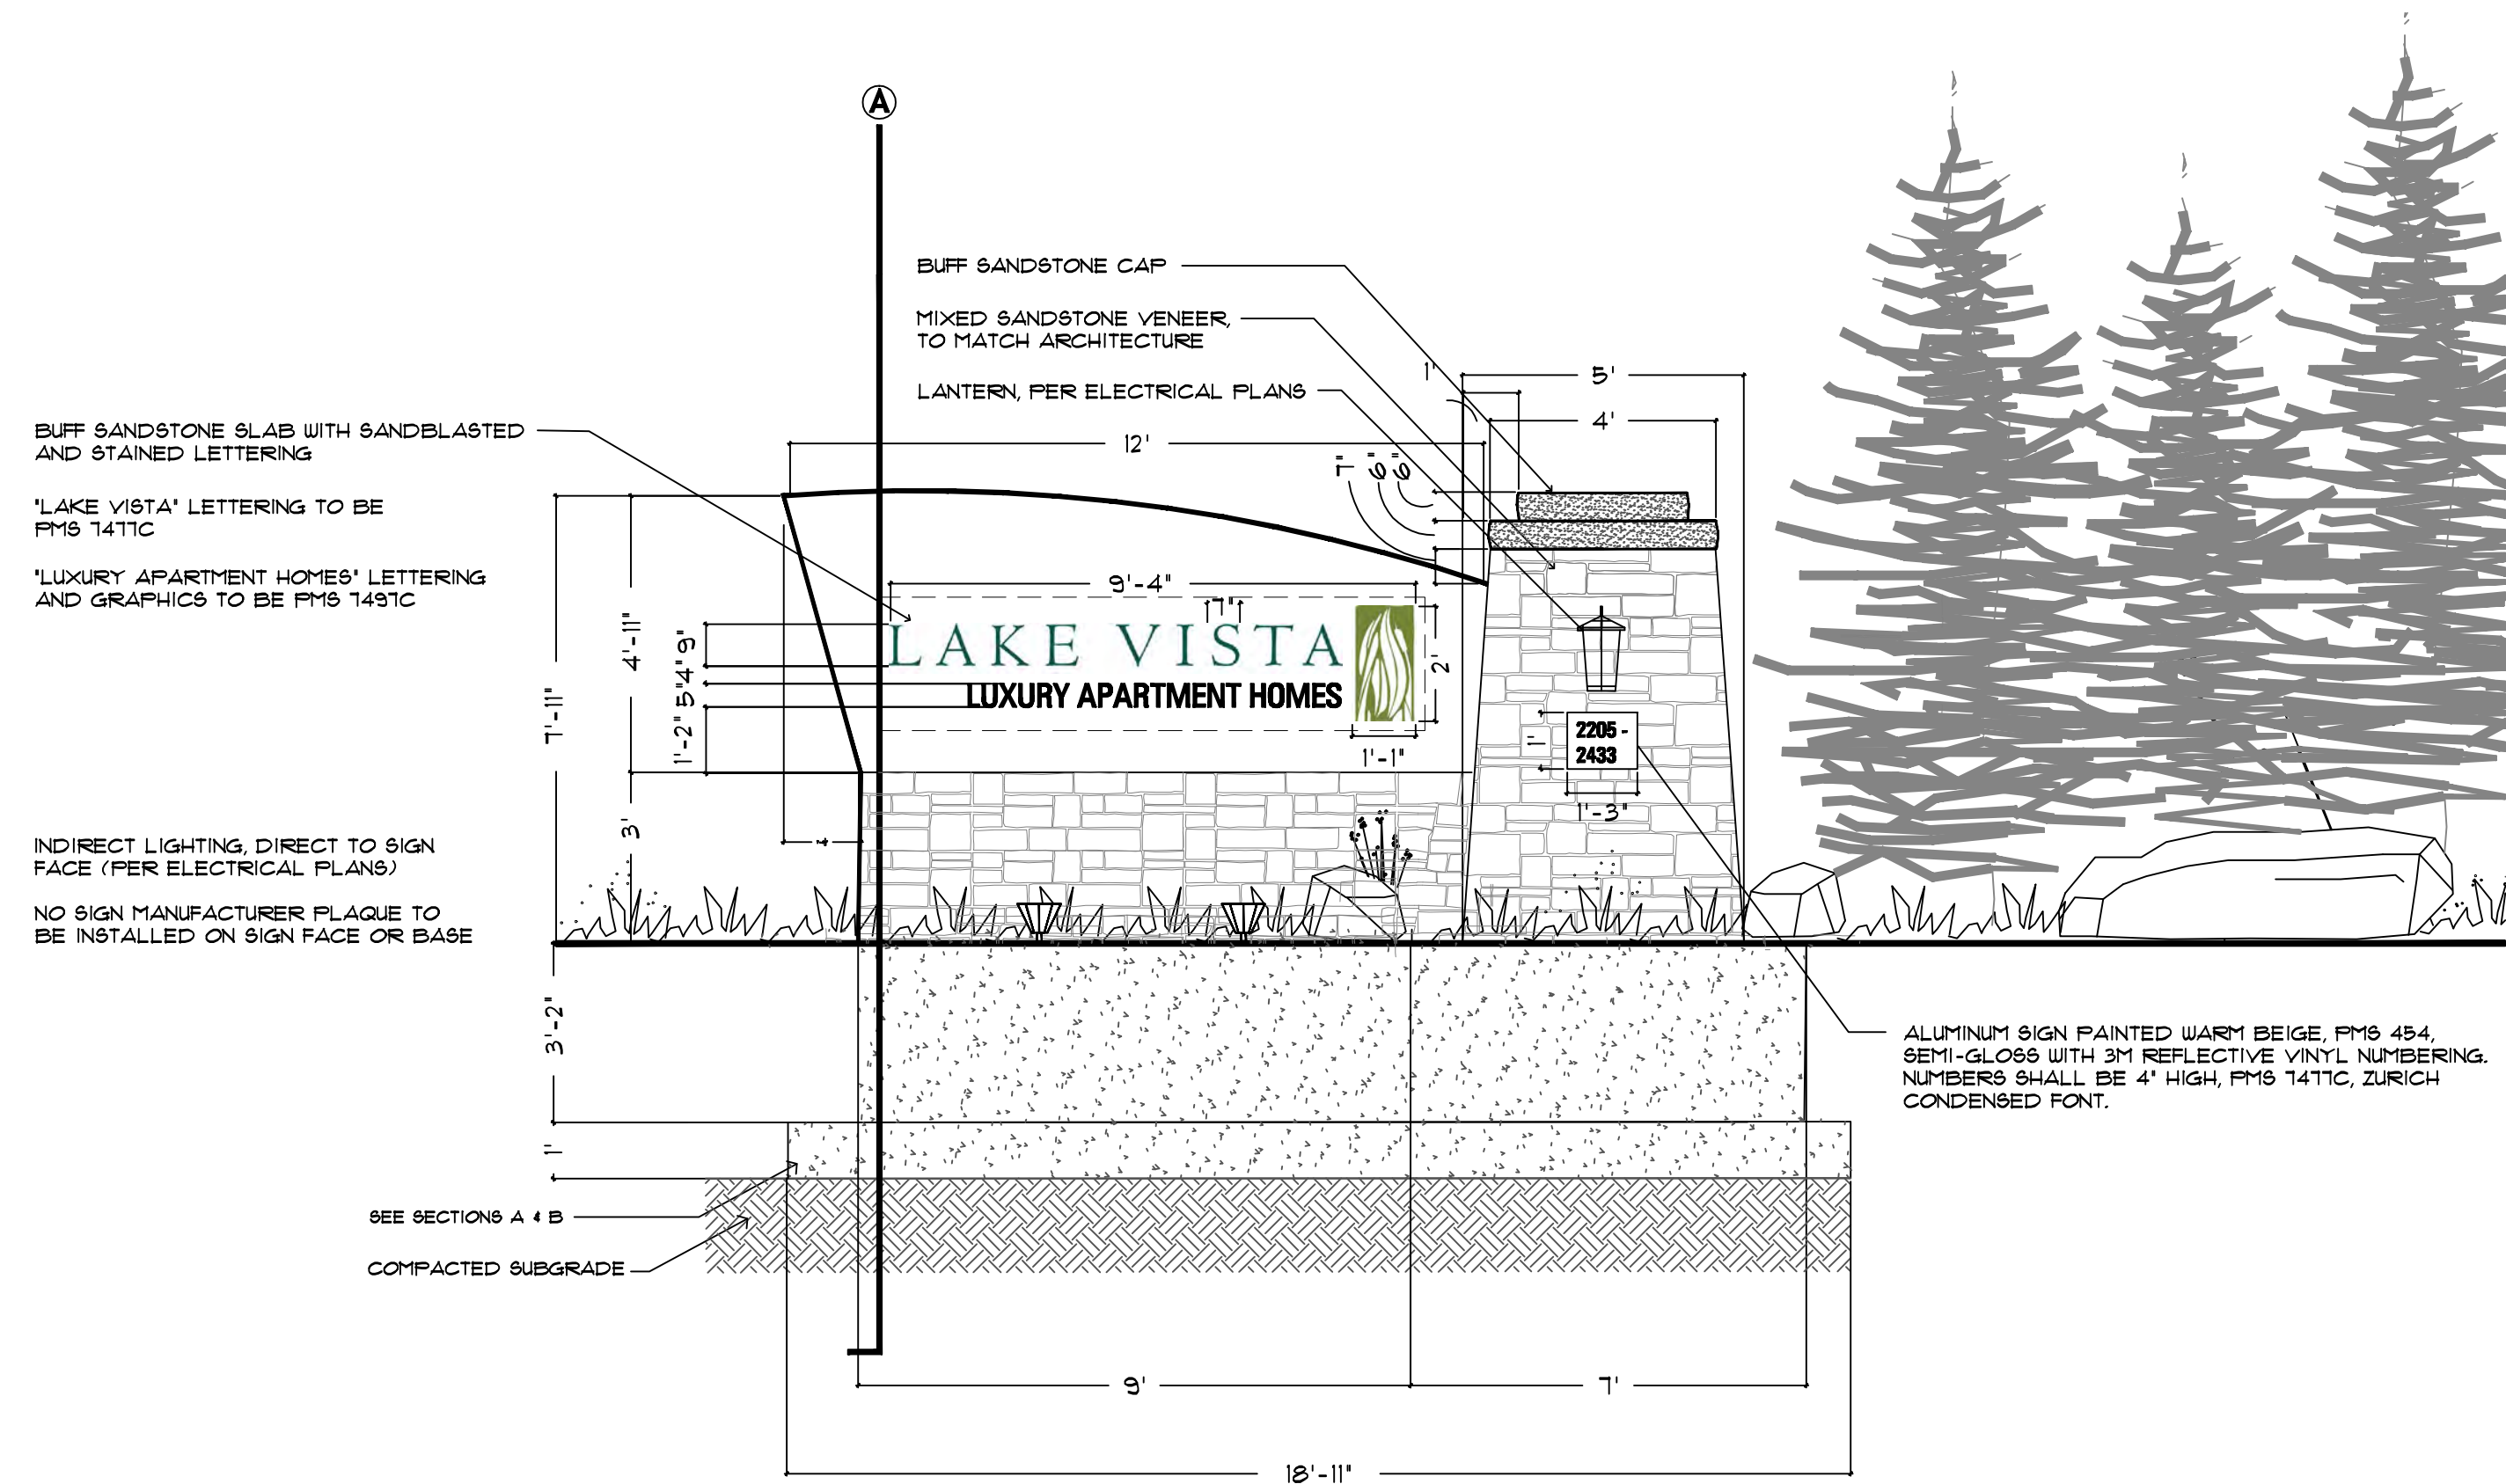 A
BUFF SANDSTONE CAP
MIXED SANDSTONE VENEER,
TO MATCH ARCHITECTURE
LANTERN, PER ELECTRICAL PLANS
1'
5'
4'
12'
7"
6"
6"
BUFF SANDSTONE SLAB WITH SANDBLASTED
AND STAINED LETTERING
"LAKE VISTA" LETTERING TO BE
PMS 7477C
"LUXURY APARTMENT HOMES" LETTERING
AND GRAPHICS TO BE PMS 7497C
9'-4"
7"
LAKE VISTA
LUXURY APARTMENT HOMES
2'
1'-1"
7'-11"
4'-11"
3'
9"
4"
5"
1'-2"
2205 -
2433
1'
1'-3"
INDIRECT LIGHTING, DIRECT TO SIGN
FACE (PER ELECTRICAL PLANS)
NO SIGN MANUFACTURER PLAQUE TO
BE INSTALLED ON SIGN FACE OR BASE
3'-2"
1'
ALUMINUM SIGN PAINTED WARM BEIGE, PMS 454,
SEMI-GLOSS WITH 3M REFLECTIVE VINYL NUMBERING.
NUMBERS SHALL BE 4" HIGH, PMS 7477C, ZURICH
CONDENSED FONT.
SEE SECTIONS A & B
COMPACTED SUBGRADE
9'
7'
18'-11"